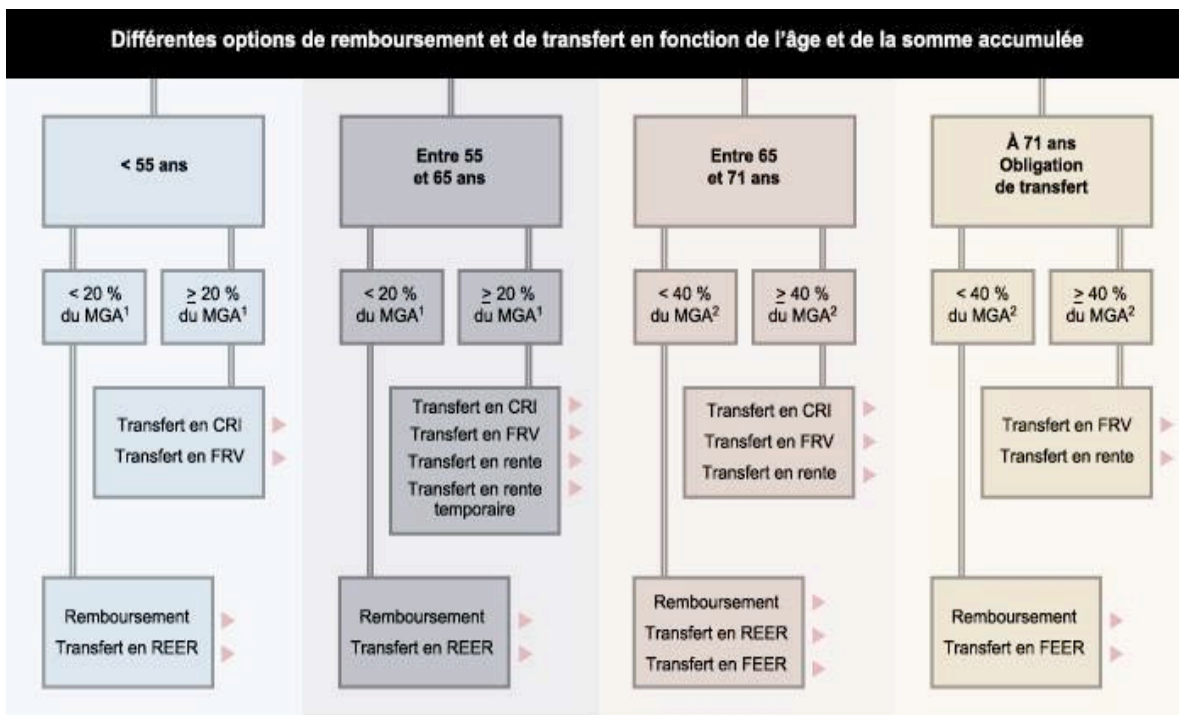 Différentes options de remboursement et de transfert en fonction de l'âge et de la somme accumulée
< 55 ans
< 20 %
du MGA¹
≥ 20 %
du MGA¹
Transfert en CRI
Transfert en FRV
Remboursement
Transfert en REER
Entre 55
et 65 ans
< 20 %
du MGA¹
≥ 20 %
du MGA¹
Transfert en CRI
Transfert en FRV
Transfert en rente
Transfert en rente
temporaire
Remboursement
Transfert en REER
Entre 65
et 71 ans
< 40 %
du MGA²
≥ 40 %
du MGA²
Transfert en CRI
Transfert en FRV
Transfert en rente
Remboursement
Transfert en REER
Transfert en FEER
À 71 ans
Obligation
de transfert
< 40 %
du MGA²
≥ 40 %
du MGA²
Transfert en FRV
Transfert en rente
Remboursement
Transfert en FEER